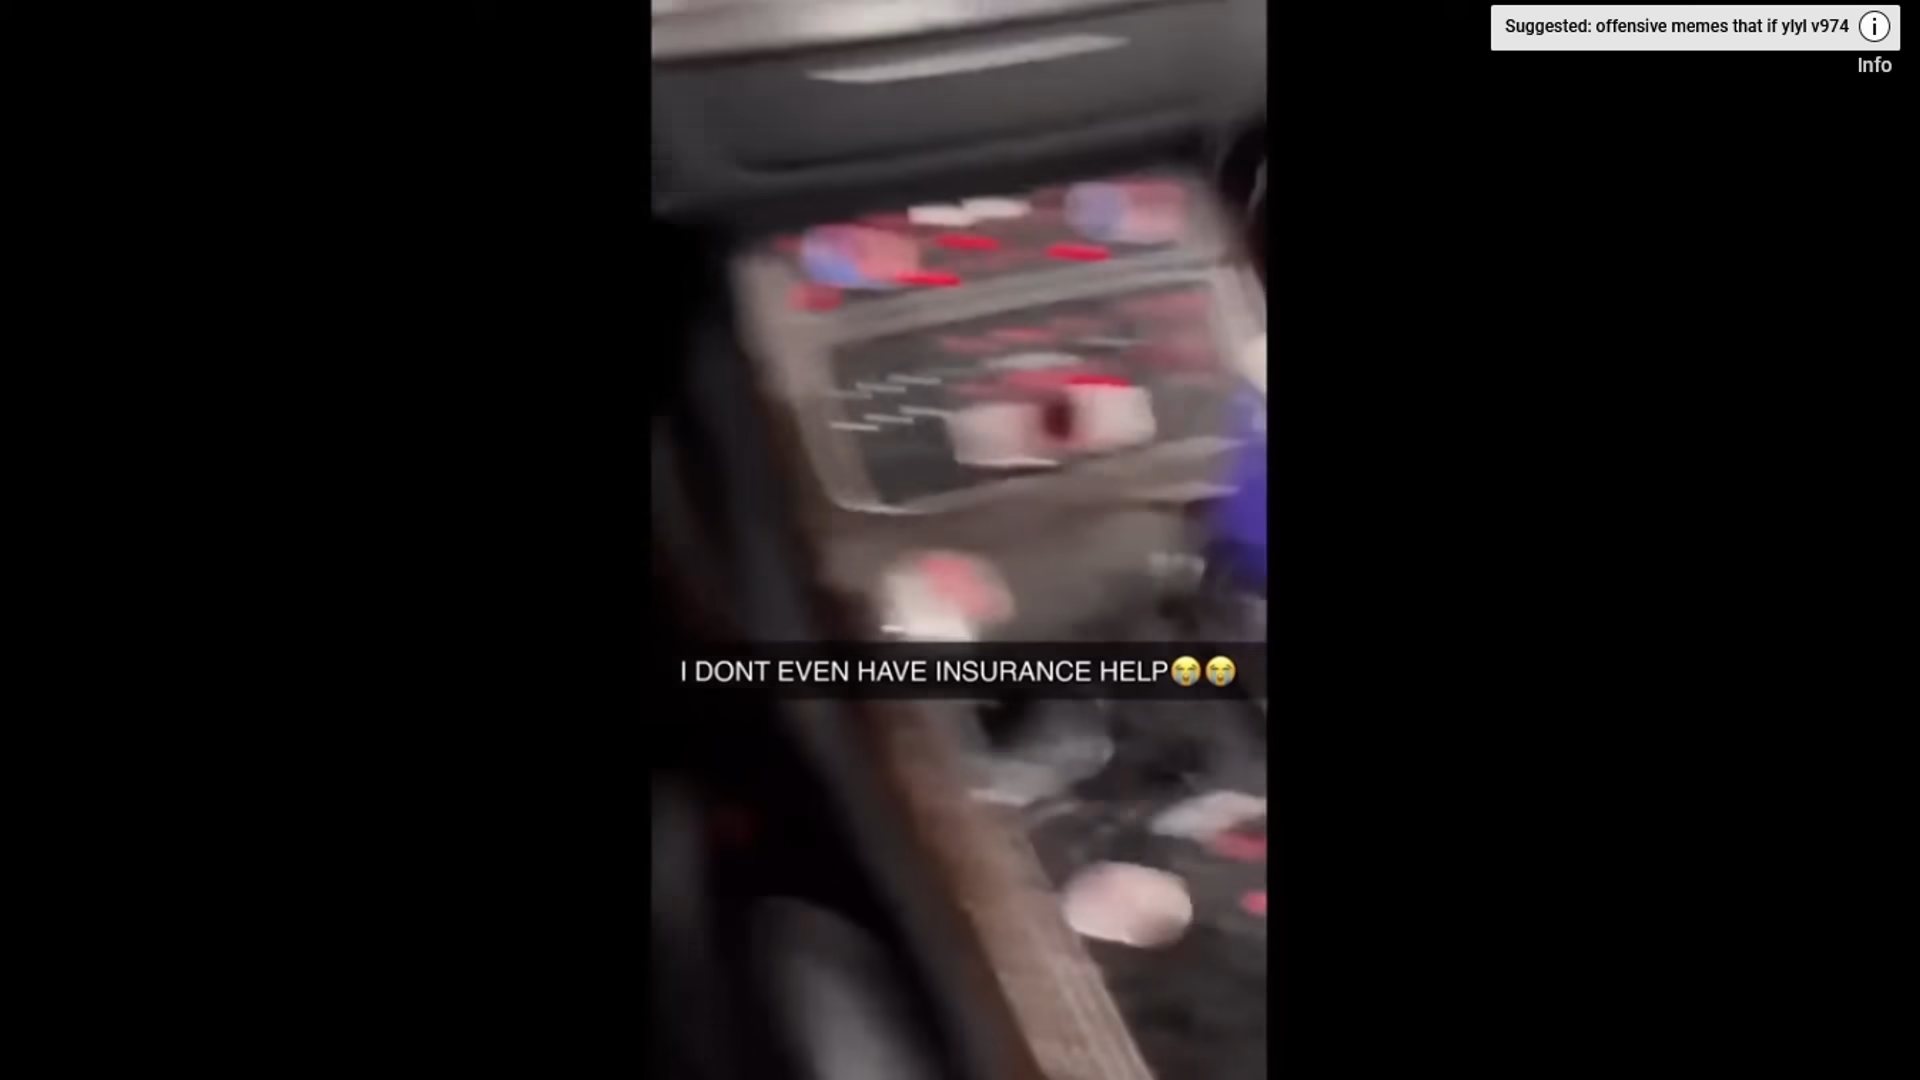 Suggested: offensive memes that if ylyl v974
Info
I DONT EVEN HAVE INSURANCE HELP😭😭